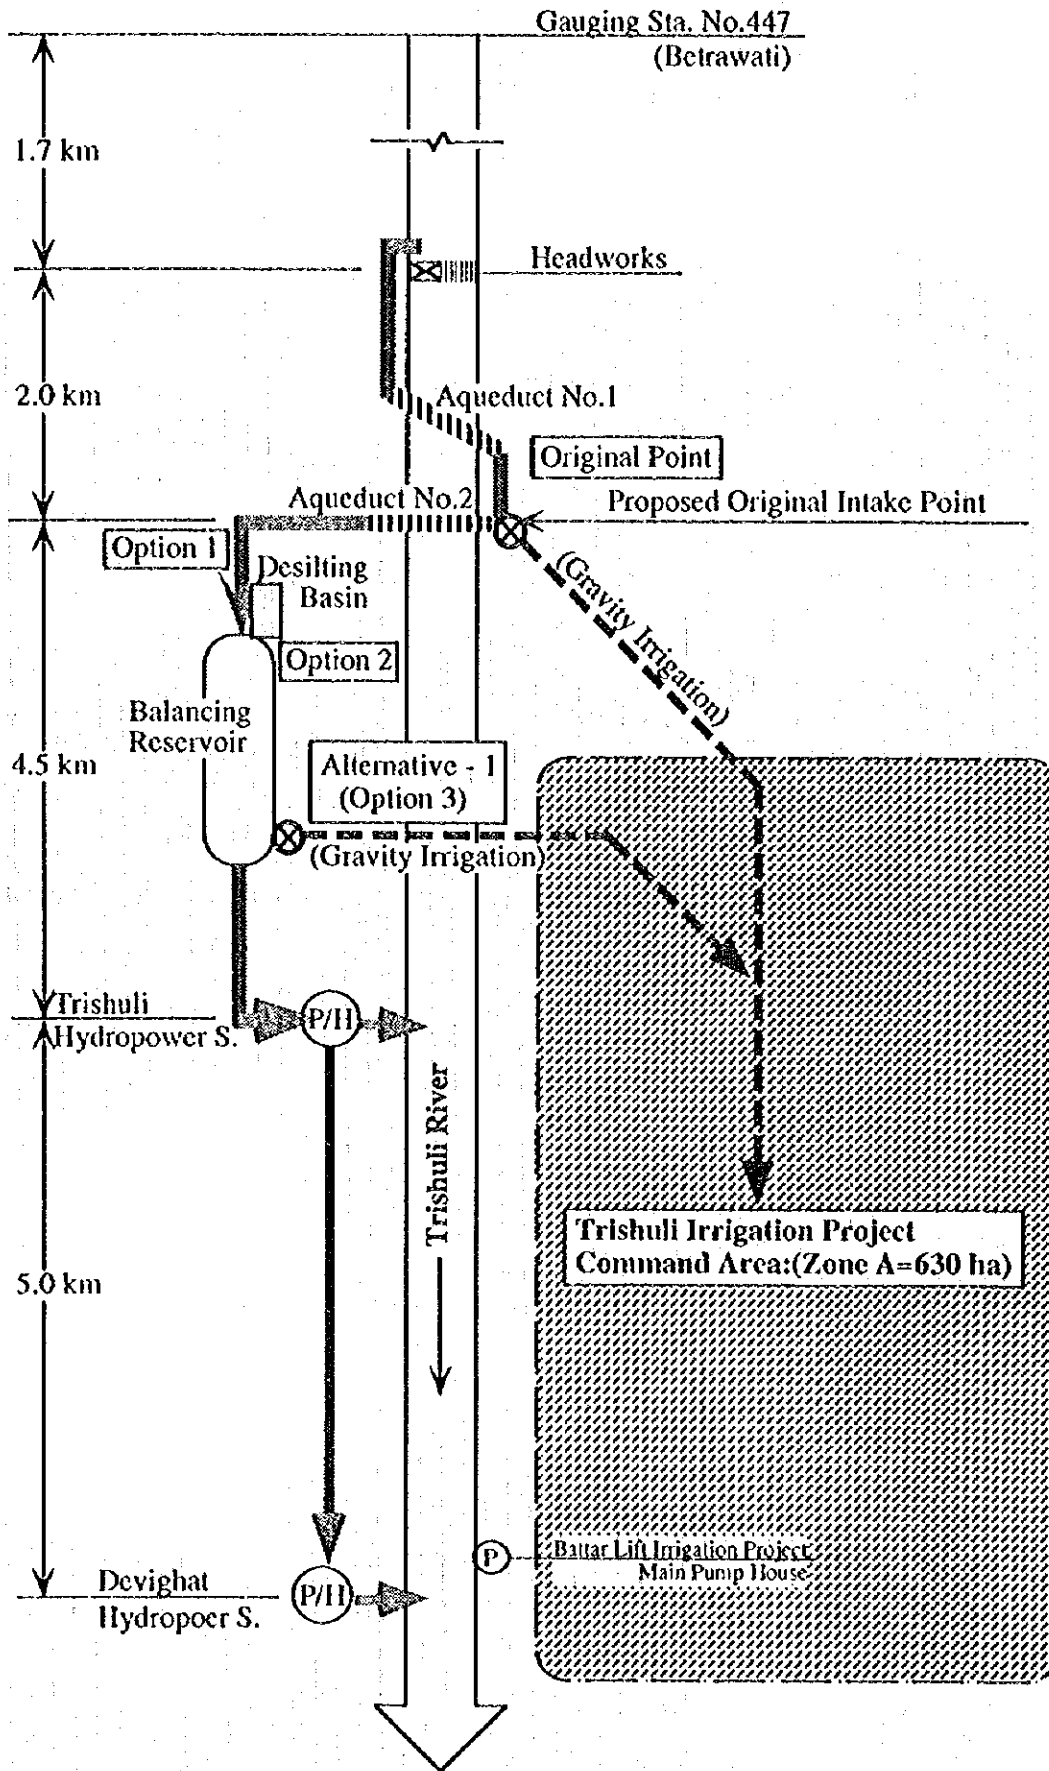 Gauging Sta. No.447
(Betrawati)
1.7 km
Headworks
2.0 km
Aqueduct No.1
Original Point
Aqueduct No.2
Proposed Original Intake Point
Option 1
Desilting
Basin
(Gravity Irrigation)
Option 2
Balancing
Reservoir
4.5 km
Alternative - 1
(Option 3)
(Gravity Irrigation)
Trishuli
Hydropower S.
P/H
Trishuli River
Trishuli Irrigation Project
Command Area:(Zone A=630 ha)
5.0 km
P
Battar Lift Irrigation Project
Main Pump House
Devighat
Hydropoer S.
P/H